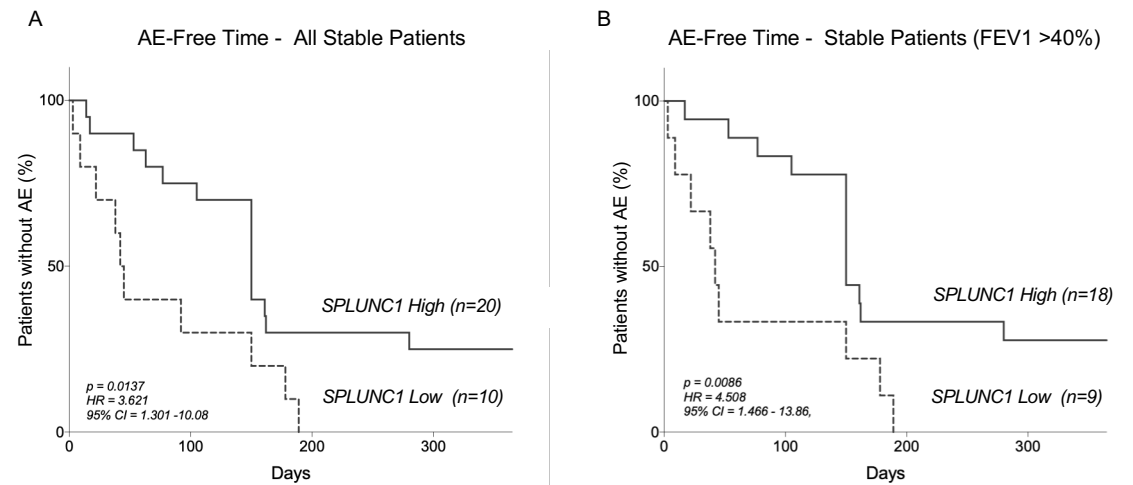 A
AE-Free Time -  All Stable Patients
Patients without AE (%)
100
50
0
SPLUNC1 High (n=20)
SPLUNC1 Low  (n=10)
p = 0.0137
HR = 3.621
95% CI = 1.301 -10.08
0
100
200
300
Days
B
AE-Free Time -  Stable Patients (FEV1 >40%)
Patients without AE (%)
100
50
0
SPLUNC1 High (n=18)
SPLUNC1 Low  (n=9)
p = 0.0086
HR = 4.508
95% CI = 1.466 - 13.86,
0
100
200
300
Days